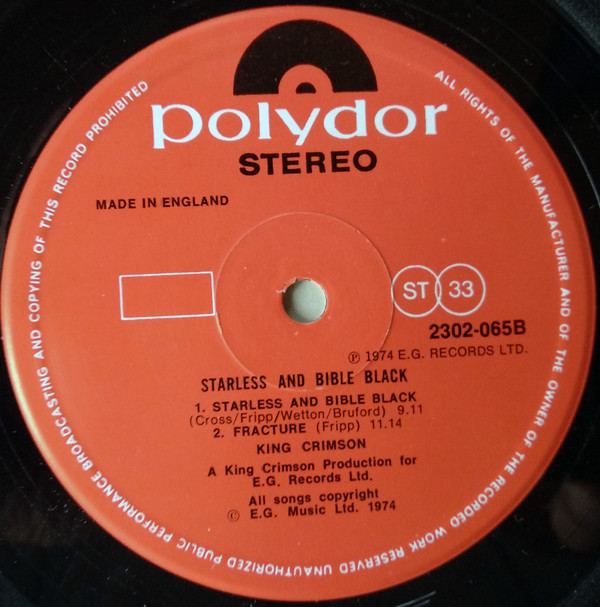 polydor
STEREO
MADE IN ENGLAND
ST 33
2302-065B
Ⓟ 1974 E.G. RECORDS LTD.
STARLESS AND BIBLE BLACK
1. STARLESS AND BIBLE BLACK
(Cross/Fripp/Wetton/Bruford) 9.11
2. FRACTURE (Fripp) 11.14
KING CRIMSON
A King Crimson Production for
E.G. Records Ltd.
All songs copyright
© E.G. Music Ltd. 1974
ALL RIGHTS OF THE MANUFACTURER AND OF THE OWNER OF THE RECORDED WORK RESERVED UNAUTHORIZED PUBLIC PERFORMANCE BROADCASTING AND COPYING OF THIS RECORD PROHIBITED